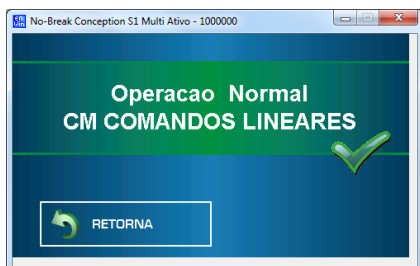 No-Break Conception S1 Multi Ativo - 1000000
Operacao Normal
CM COMANDOS LINEARES
RETORNA